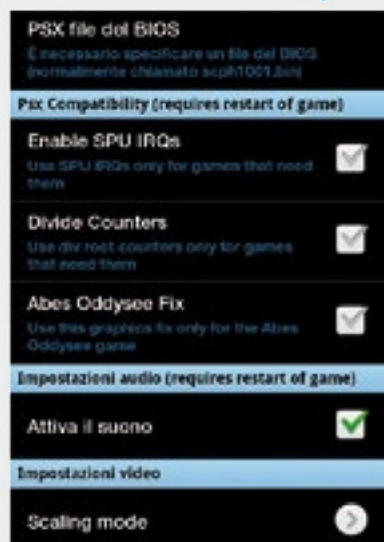 PSX file del BIOS
È necessario specificare un file del BIOS
(normalmente chiamato scph1001.bin)
Psx Compatibility (requires restart of game)
Enable SPU IRQs
Use SPU IRQs only for games that need
them
Divide Counters
Use div root counters only for games
that need them
Abes Oddysee Fix
Use this graphics fix only for the Abes
Oddysee game
Impostazioni audio (requires restart of game)
Attiva il suono
Impostazioni video
Scaling mode